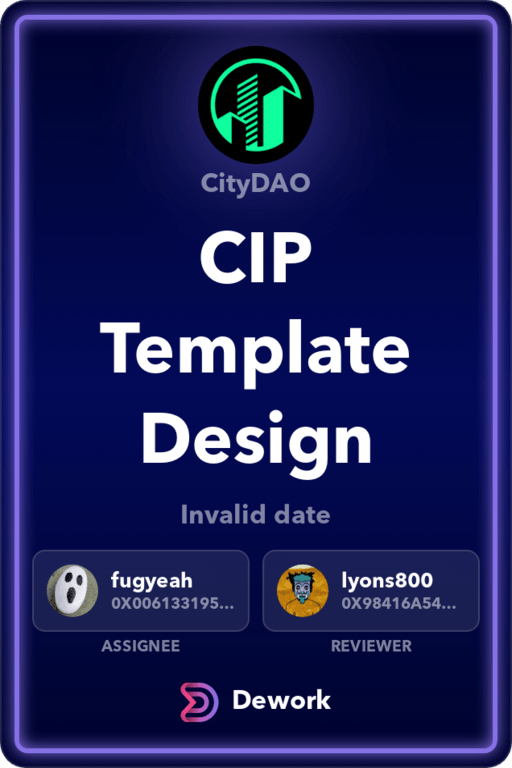 CityDAO
CIP
Template
Design
Invalid date
fugyeah
0X006133195...
lyons800
0X98416A54...
ASSIGNEE
REVIEWER
Dework